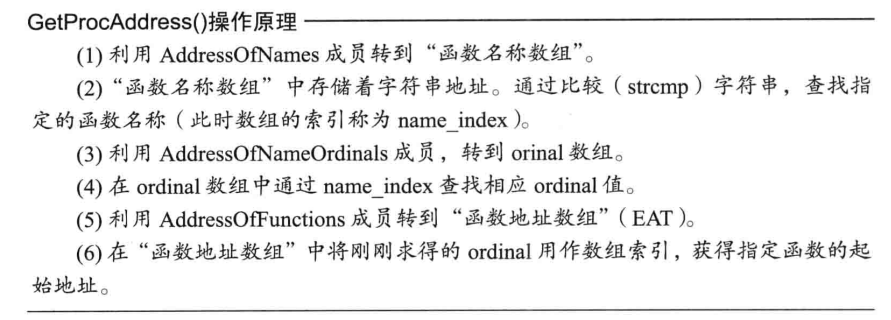 GetProcAddress()操作原理
(1) 利用 AddressOfNames 成员转到“函数名称数组”。
(2)“函数名称数组”中存储着字符串地址。通过比较（strcmp）字符串，查找指
定的函数名称（此时数组的索引称为 name_index）。
(3) 利用 AddressOfNameOrdinals 成员，转到 orinal 数组。
(4) 在 ordinal 数组中通过 name_index 查找相应 ordinal 值。
(5) 利用 AddressOfFunctions 成员转到“函数地址数组”（EAT）。
(6) 在“函数地址数组”中将刚刚求得的 ordinal 用作数组索引，获得指定函数的起
始地址。